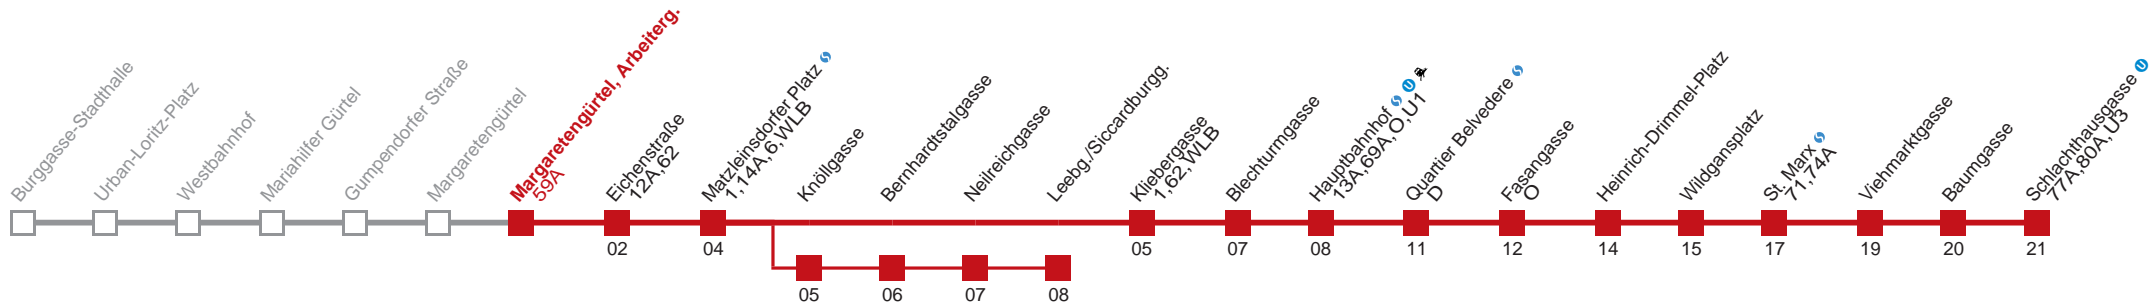 Burggasse-Stadthalle
Urban-Loritz-Platz
Westbahnhof
Mariahilfer Gürtel
Gumpendorfer Straße
Margaretengürtel
Margaretengürtel, Arbeiterg.
59A
Eichenstraße
12A,62
Matzleinsdorfer Platz S
1,14A,6,WLB
Knöllgasse
Bernhardtstalgasse
Neilreichgasse
Leebg./Siccardburgg.
Kliebergasse
1,62,WLB
Blechturmgasse
Hauptbahnhof S U
13A,69A,O,U1
Quartier Belvedere S
D
Fasangasse
O
Heinrich-Drimmel-Platz
Wildgansplatz
St. Marx S
71,74A
Viehmarktgasse
Baumgasse
Schlachthausgasse U
77A,80A,U3
02
04
05
07
08
11
12
14
15
17
19
20
21
05
06
07
08